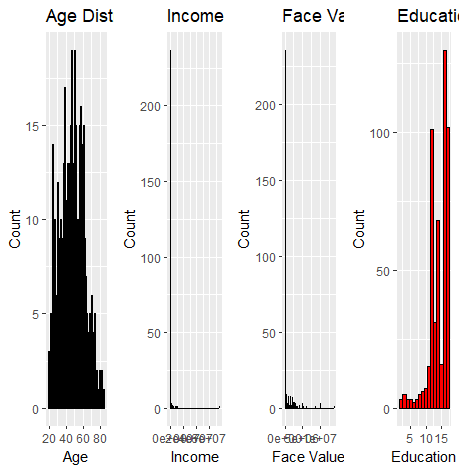 Age Dist
Income
Face Va
Educatio
15
10
5
0
Count
20 40 60 80
Age
200
150
100
50
0
Count
Income
200
150
100
50
0
Count
Face Value
100
50
0
Count
5 10 15
Education